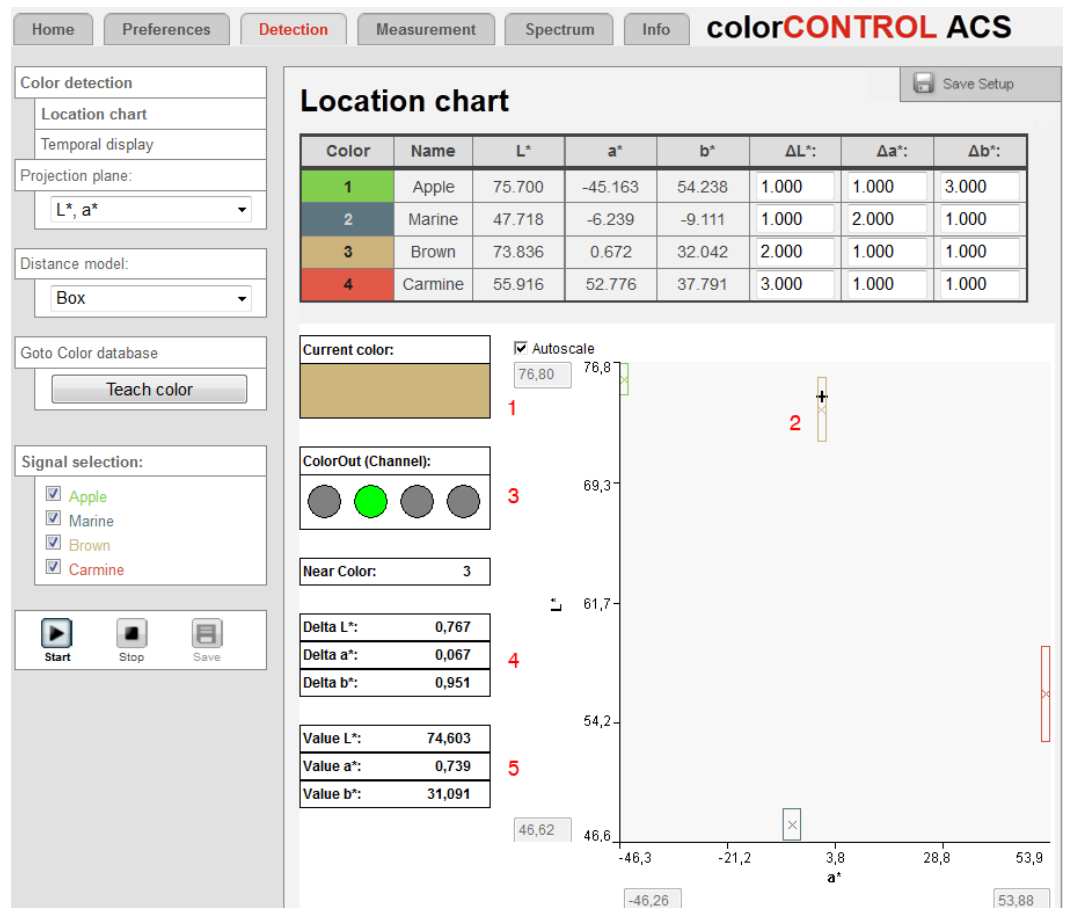 Home Preferences Detection Measurement Spectrum Info colorCONTROL ACS
Color detection
Location chart
Temporal display
Projection plane:
L*, a*
Distance model:
Box
Goto Color database
Teach color
Signal selection:
Apple
Marine
Brown
Carmine
Start Stop Save
Save Setup
Location chart
Color Name L* a* b* ΔL*: Δa*: Δb*:
1 Apple 75.700 -45.163 54.238 1.000 1.000 3.000
2 Marine 47.718 -6.239 -9.111 1.000 2.000 1.000
3 Brown 73.836 0.672 32.042 2.000 1.000 1.000
4 Carmine 55.916 52.776 37.791 3.000 1.000 1.000
Current color:
1
ColorOut (Channel):
3
Near Color: 3
Delta L*: 0,767
Delta a*: 0,067
Delta b*: 0,951
4
Value L*: 74,603
Value a*: 0,739
Value b*: 31,091
5
Autoscale
76,80 76,8
2
69,3
L* 61,7
54,2
46,62 46,6
-46,3 -21,2 3,8 28,8 53,9
a*
-46,26 53,88